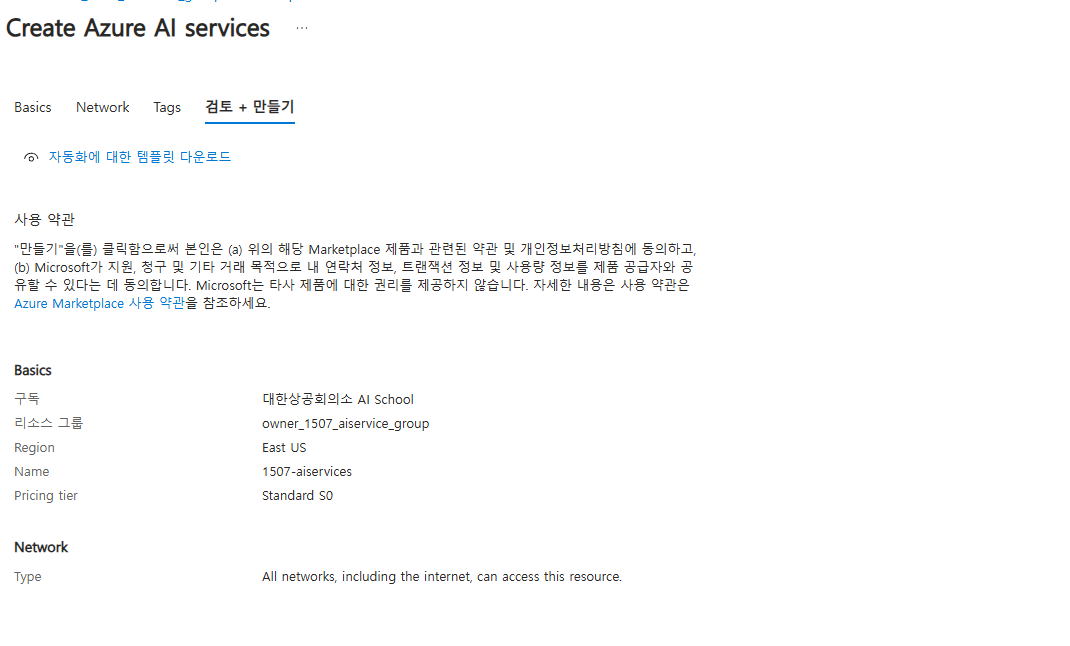 Create Azure AI services ...
Basics Network Tags 검토 + 만들기
자동화에 대한 템플릿 다운로드
사용 약관
"만들기"을(를) 클릭함으로써 본인은 (a) 위의 해당 Marketplace 제품과 관련된 약관 및 개인정보처리방침에 동의하고,
(b) Microsoft가 지원, 청구 및 기타 거래 목적으로 내 연락처 정보, 트랜잭션 정보 및 사용량 정보를 제품 공급자와 공
유할 수 있다는 데 동의합니다. Microsoft는 타사 제품에 대한 권리를 제공하지 않습니다. 자세한 내용은 사용 약관은
Azure Marketplace 사용 약관을 참조하세요.
Basics
구독 대한상공회의소 AI School
리소스 그룹 owner_1507_aiservice_group
Region East US
Name 1507-aiservices
Pricing tier Standard S0
Network
Type All networks, including the internet, can access this resource.